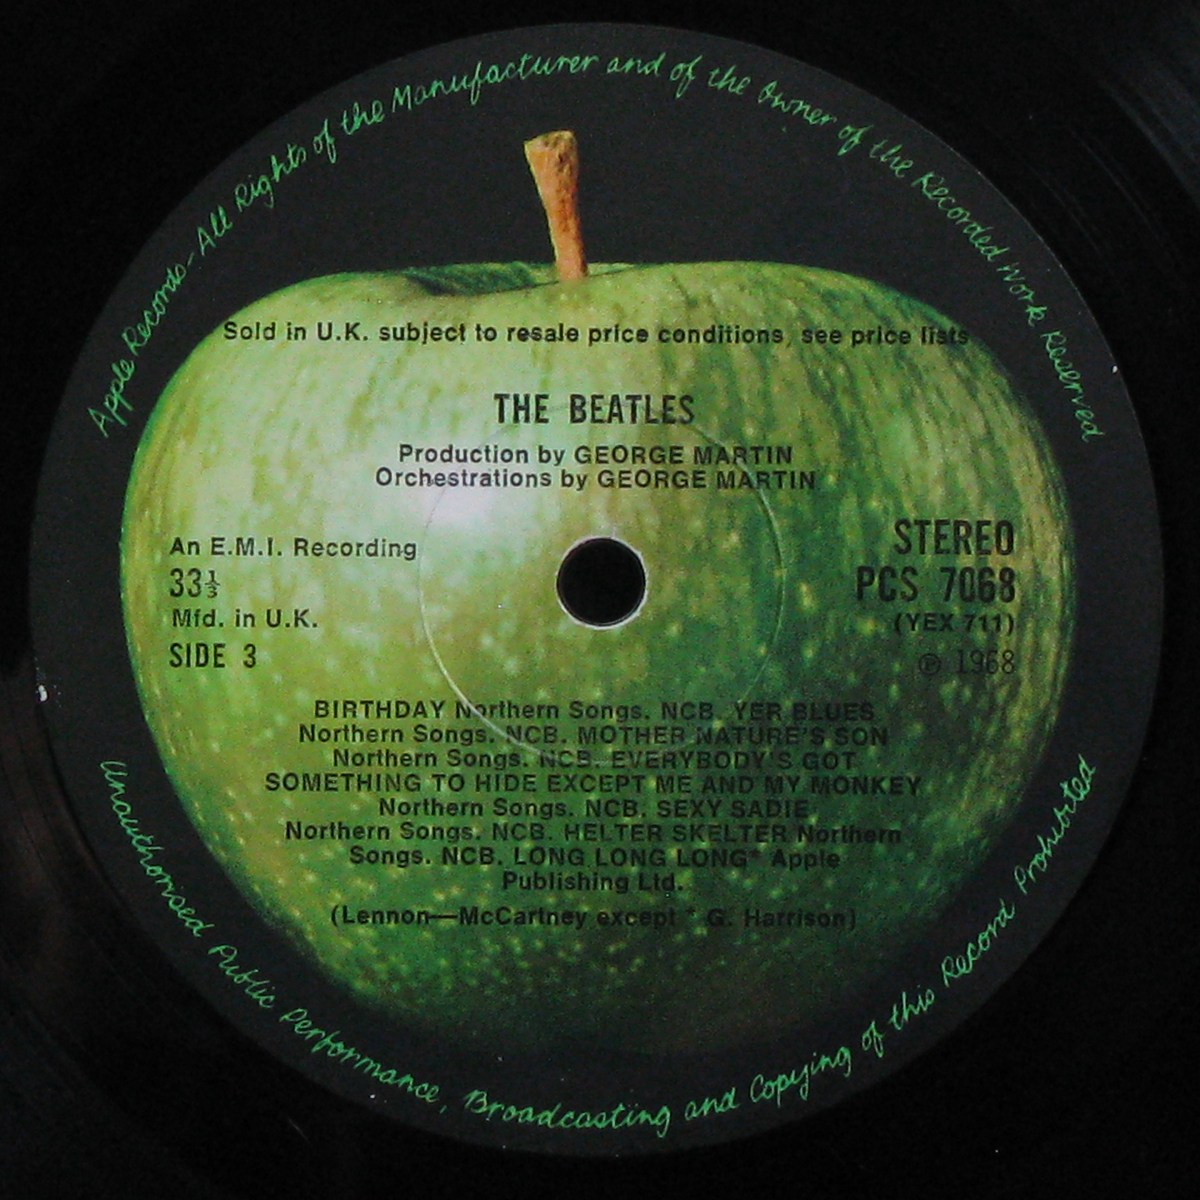 Apple Records - All Rights of the Manufacturer and of the Owner of the Recorded Work Reserved
Sold in U.K. subject to resale price conditions, see price lists
THE BEATLES
Production by GEORGE MARTIN
Orchestrations by GEORGE MARTIN
An E.M.I. Recording
33⅓
Mfd. in U.K.
SIDE 3
STEREO
PCS 7068
(YEX 711)
℗ 1968
BIRTHDAY Northern Songs. NCB. YER BLUES
Northern Songs. NCB. MOTHER NATURE'S SON
Northern Songs. NCB. EVERYBODY'S GOT
SOMETHING TO HIDE EXCEPT ME AND MY MONKEY
Northern Songs. NCB. SEXY SADIE
Northern Songs. NCB. HELTER SKELTER Northern
Songs. NCB. LONG LONG LONG* Apple
Publishing Ltd.
(Lennon—McCartney except * G. Harrison)
Unauthorised Public Performance, Broadcasting and Copying of this Record Prohibited